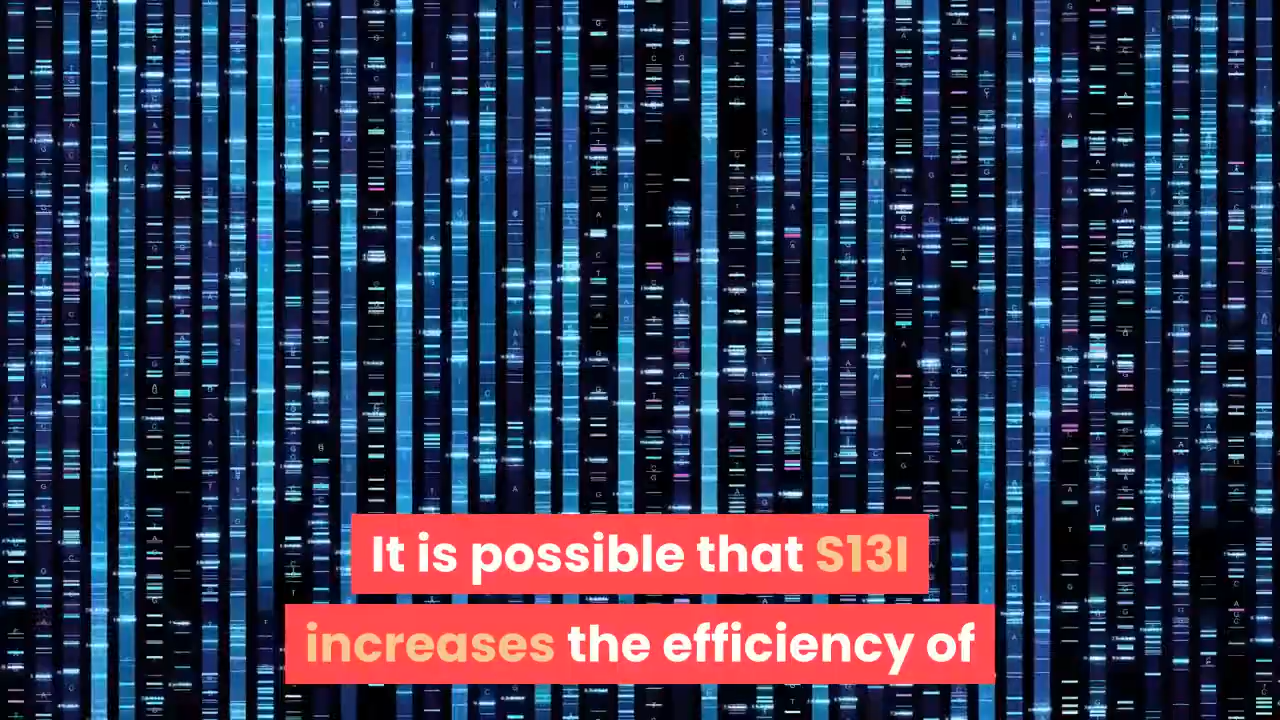 It is possible that S13I
increases the efficiency of